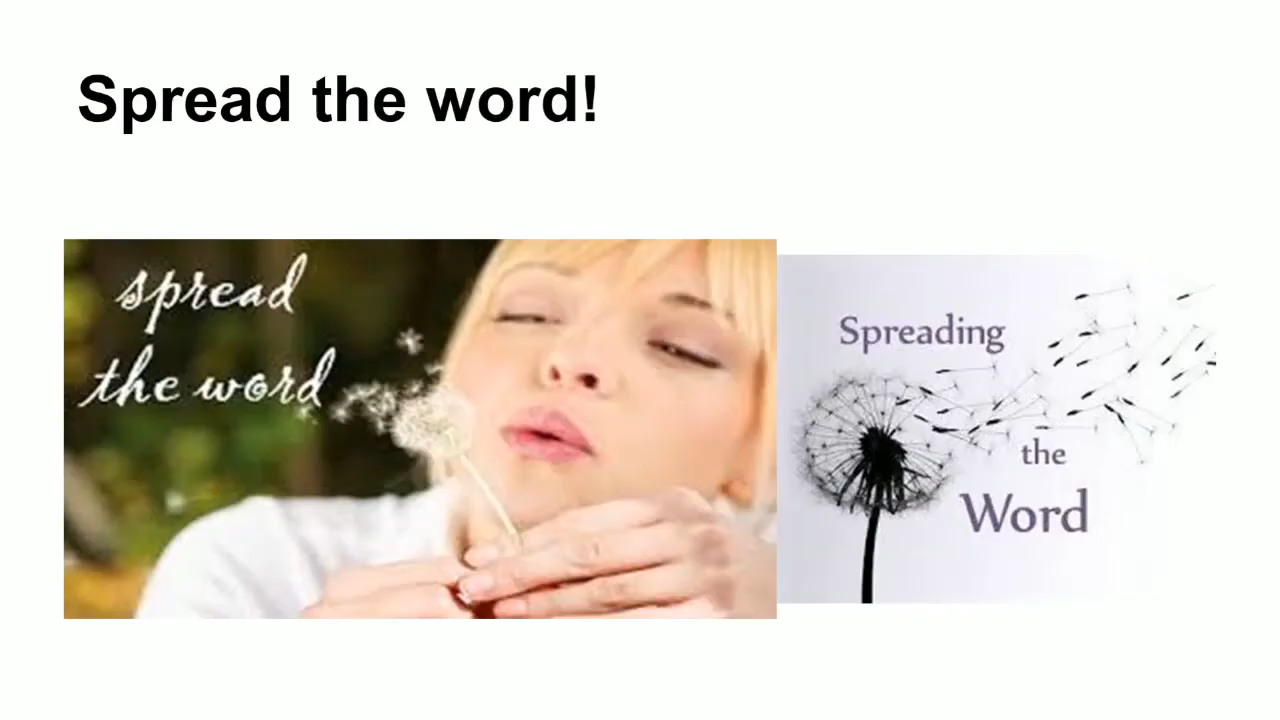 Spread the word!
spread
the word
Spreading
the
Word